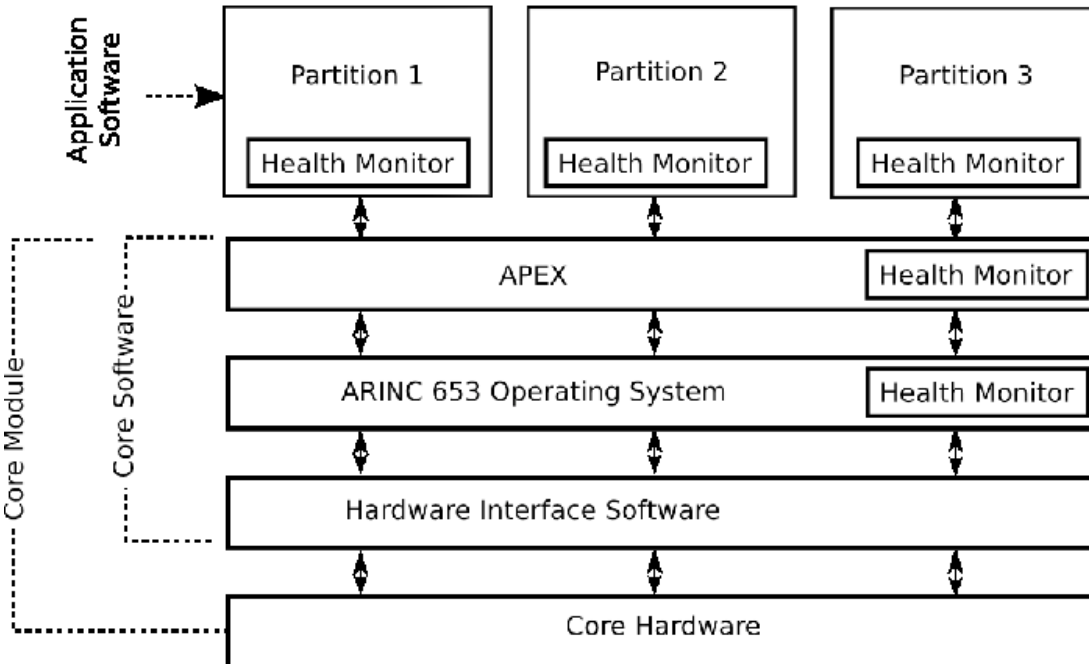 Application
Software
Partition 1
Partition 2
Partition 3
Health Monitor
Health Monitor
Health Monitor
Core Module
Core Software
APEX
Health Monitor
ARINC 653 Operating System
Health Monitor
Hardware Interface Software
Core Hardware